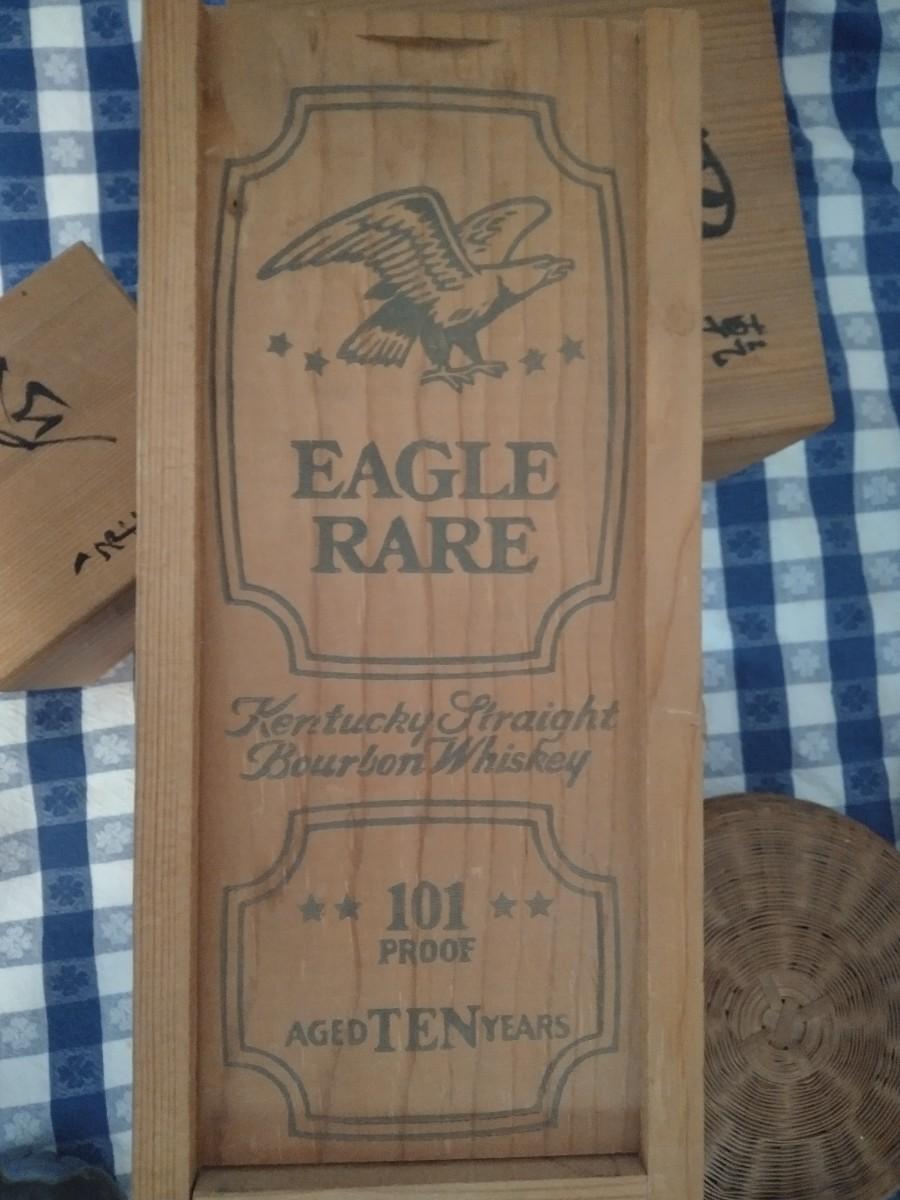 EAGLE
RARE
Kentucky Straight
Bourbon Whiskey
101
PROOF
AGED TEN YEARS